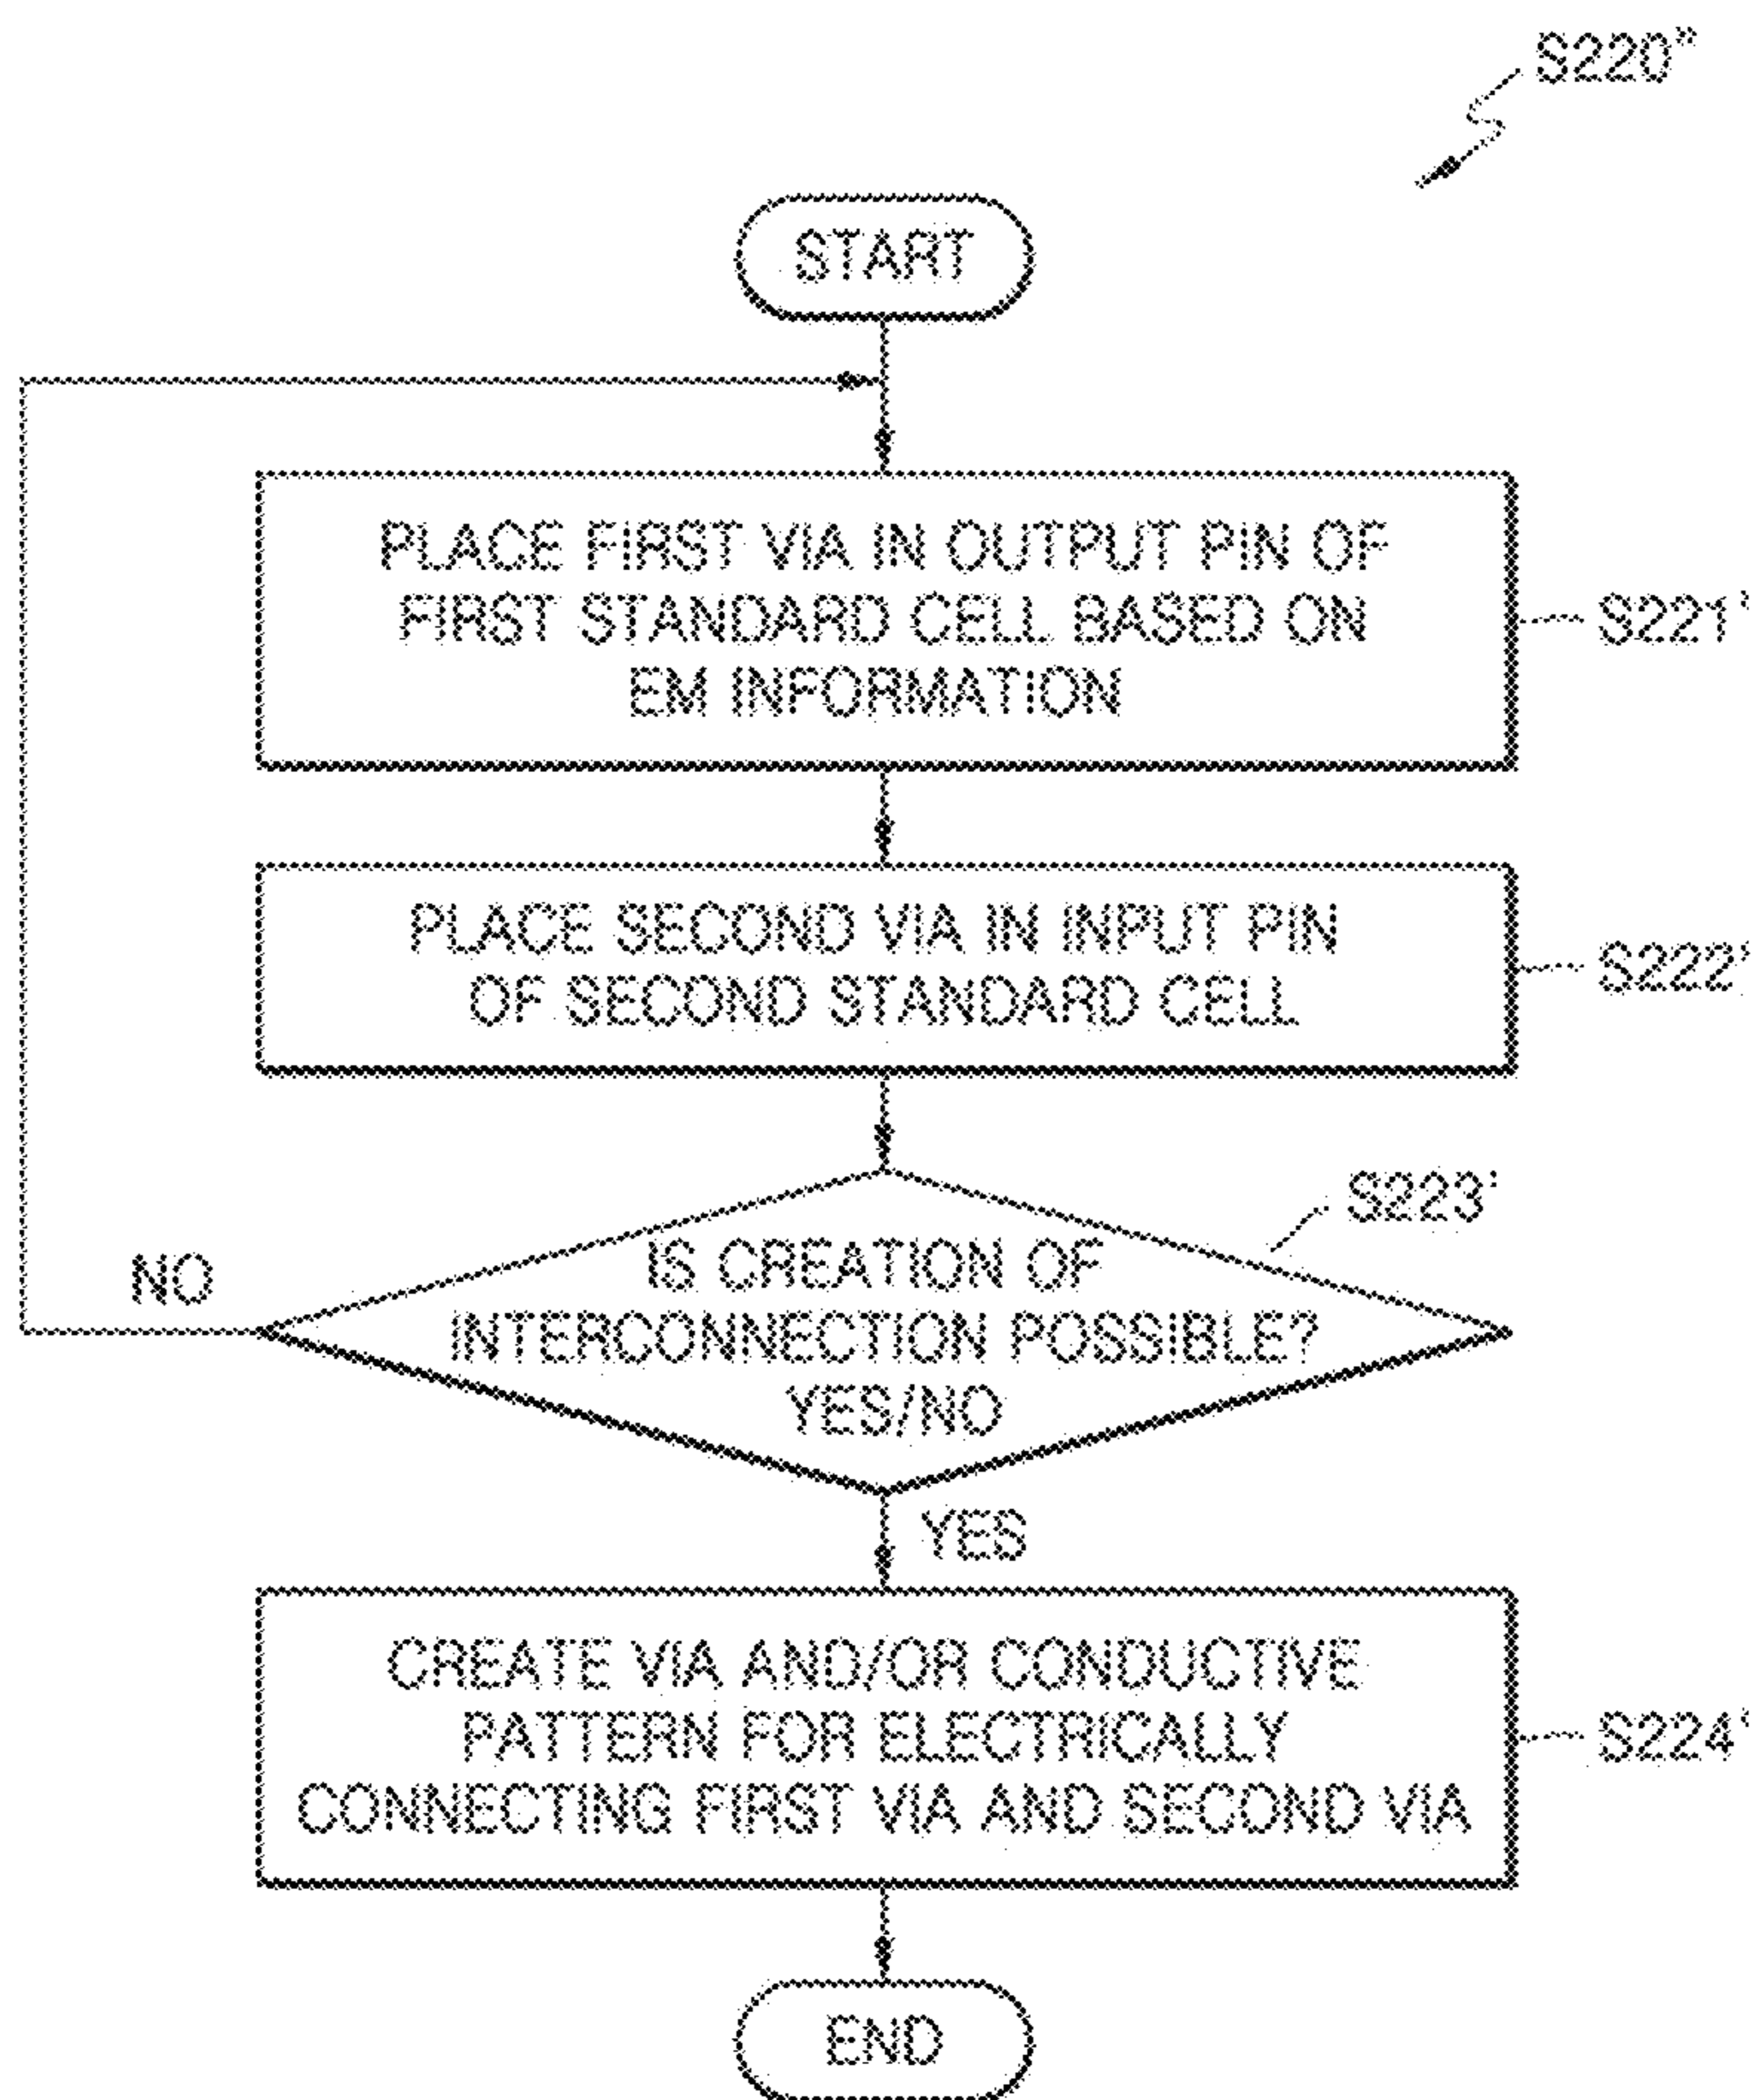 S220"
START
PLACE FIRST VIA IN OUTPUT PIN OF
FIRST STANDARD CELL BASED ON
EM INFORMATION
S221'
PLACE SECOND VIA IN INPUT PIN
OF SECOND STANDARD CELL
S222'
S223'
IS CREATION OF
INTERCONNECTION POSSIBLE?
YES/NO
NO
YES
CREATE VIA AND/OR CONDUCTIVE
PATTERN FOR ELECTRICALLY
CONNECTING FIRST VIA AND SECOND VIA
S224'
END